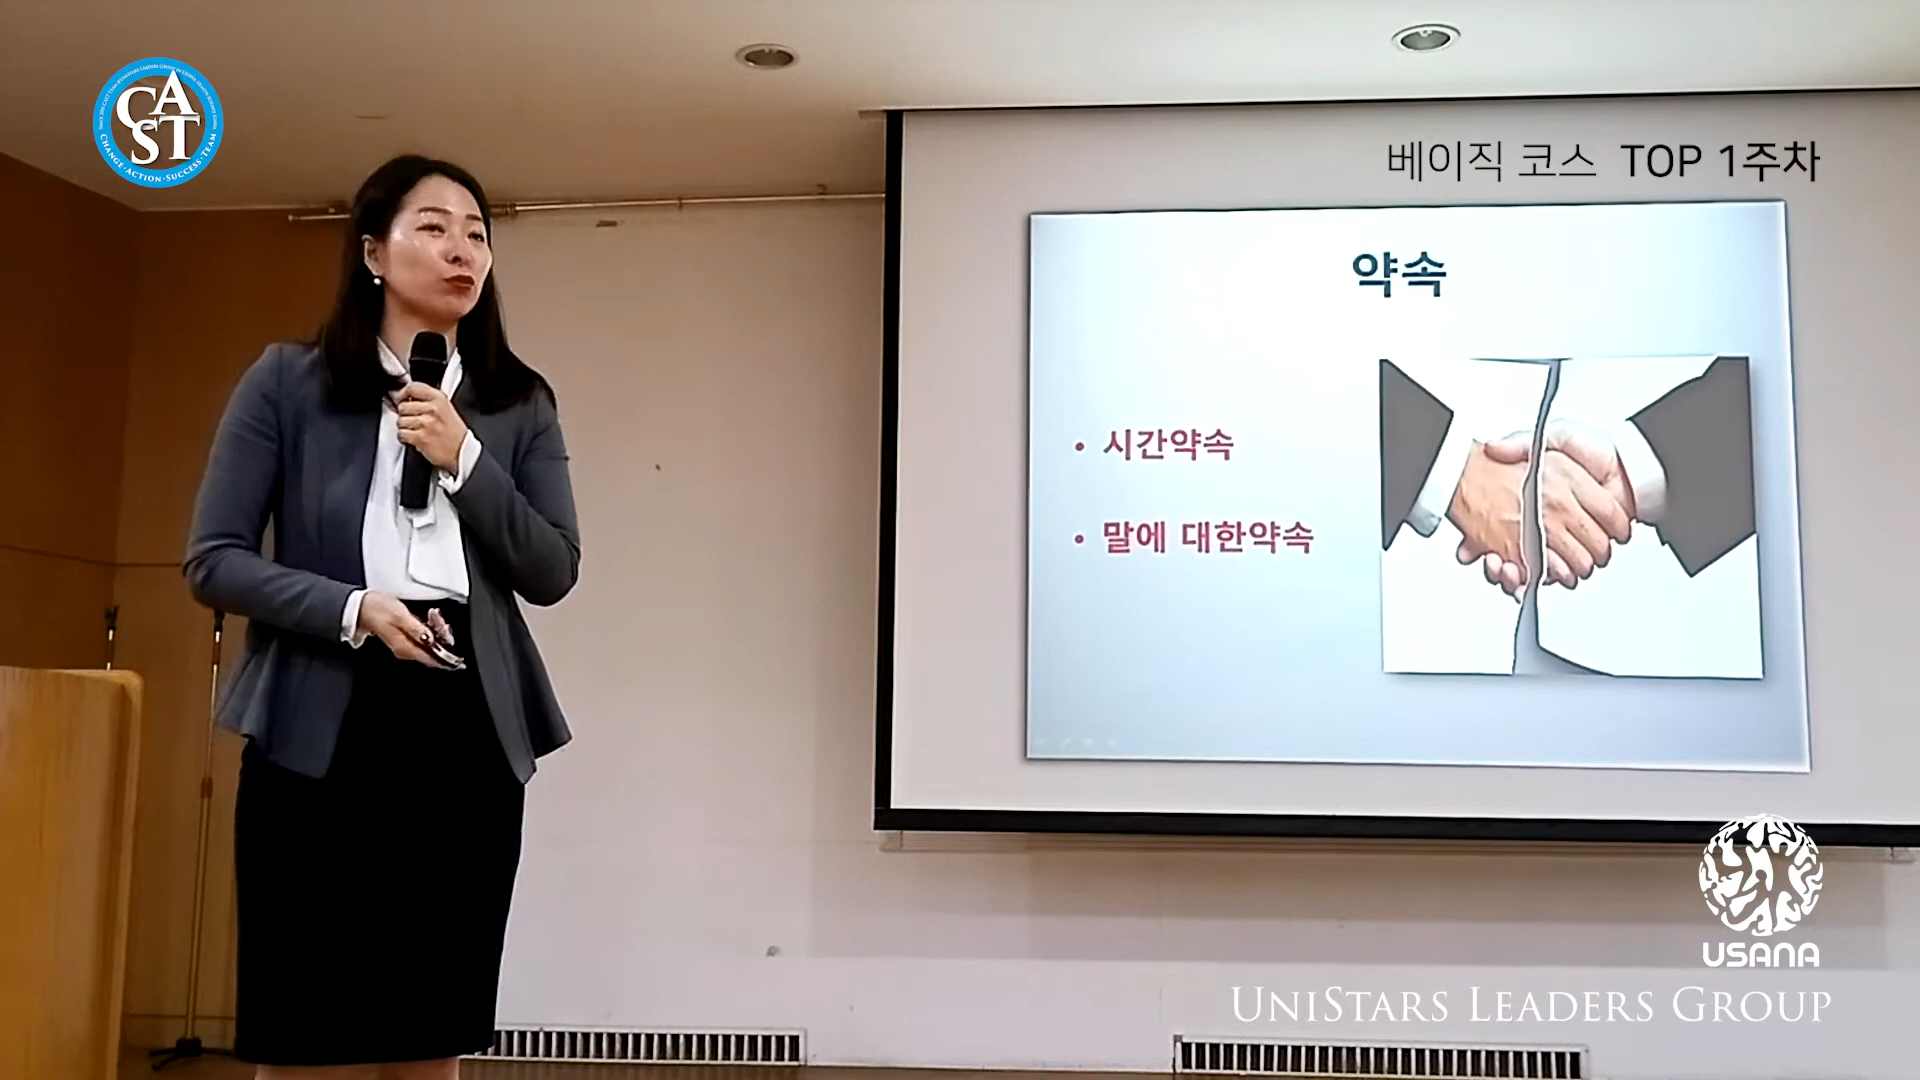 CAST
CHANGE·ACTION·SUCCESS·TEAM
베이직 코스 TOP 1주차
약속
• 시간약속
• 말에 대한약속
USANA
UNISTARS LEADERS GROUP